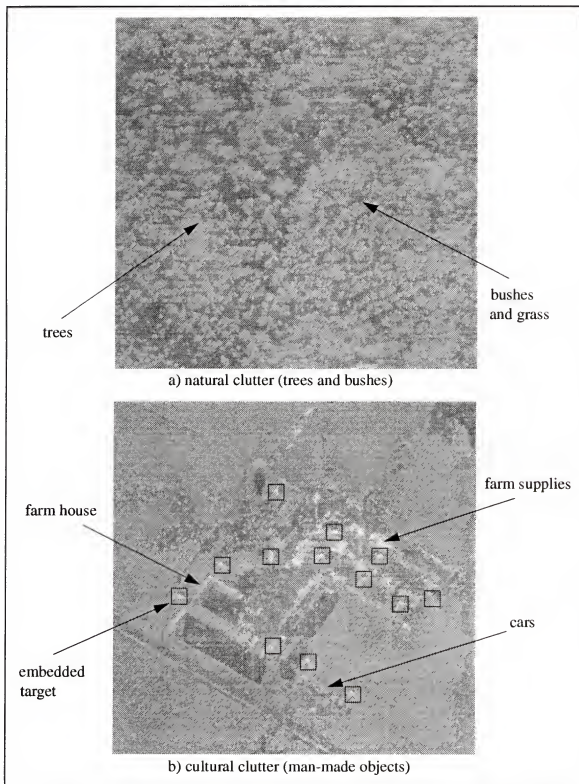 trees
bushes
and grass
a) natural clutter (trees and bushes)
farm house
farm supplies
embedded
target
cars
b) cultural clutter (man-made objects)